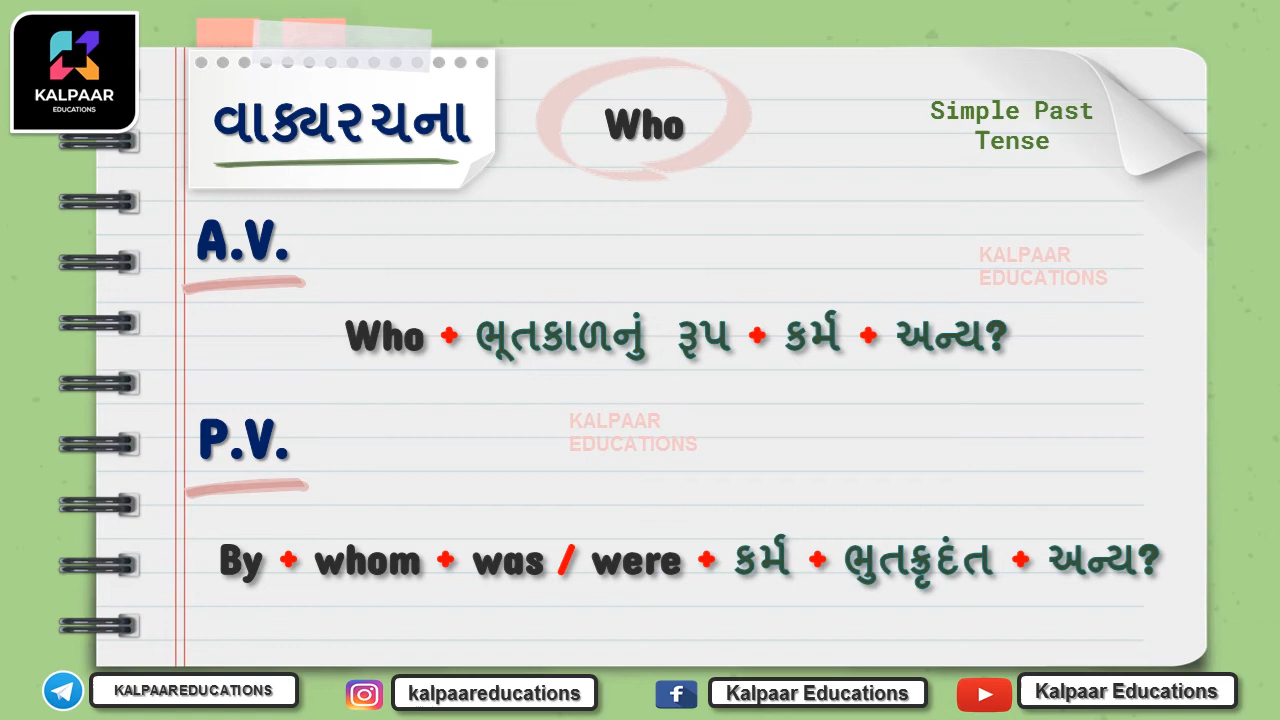 KALPAAR
EDUCATIONS
વાક્યરચના
Who
Simple Past
Tense
A.V.
KALPAAR
EDUCATIONS
Who + ભૂતકાળનું રૂપ + કર્મ + અન્ય?
P.V.
KALPAAR
EDUCATIONS
By + whom + was / were + કર્મ + ભુતકૃદંત + અન્ય?
KALPAAREDUCATIONS
kalpaareducations
Kalpaar Educations
Kalpaar Educations